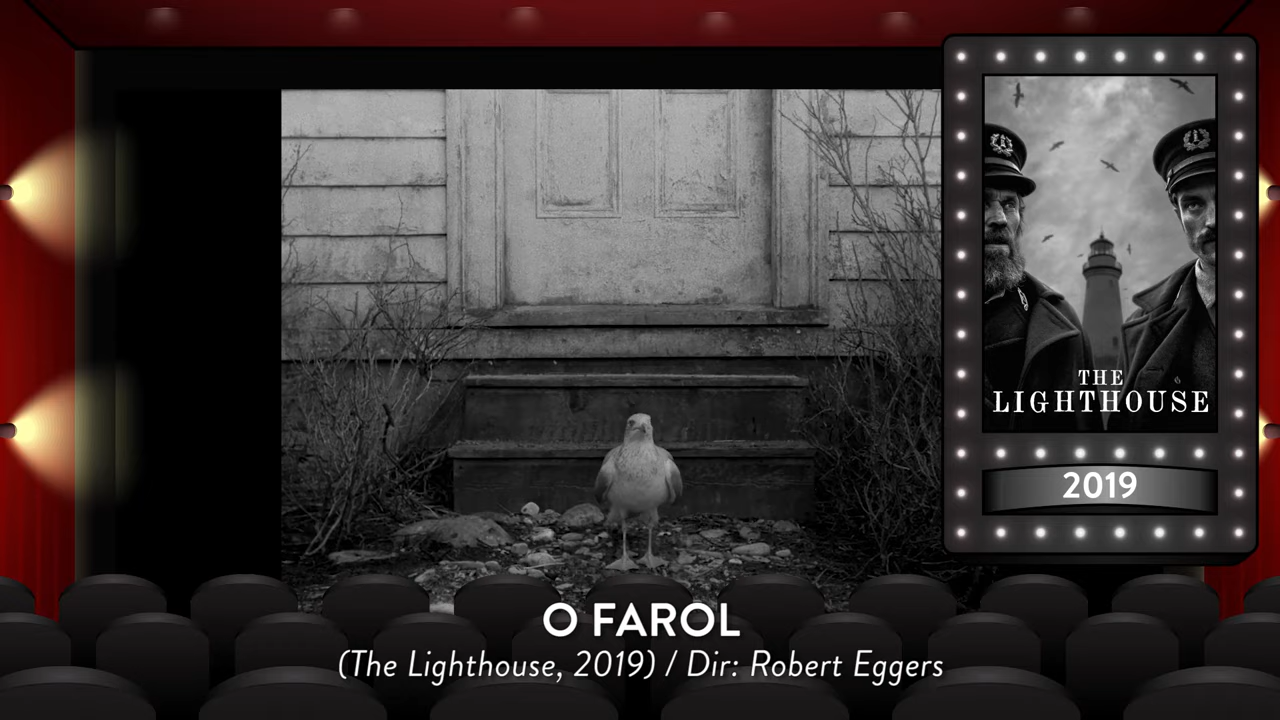 THE
LIGHTHOUSE
2019
O FAROL
(The Lighthouse, 2019) / Dir: Robert Eggers